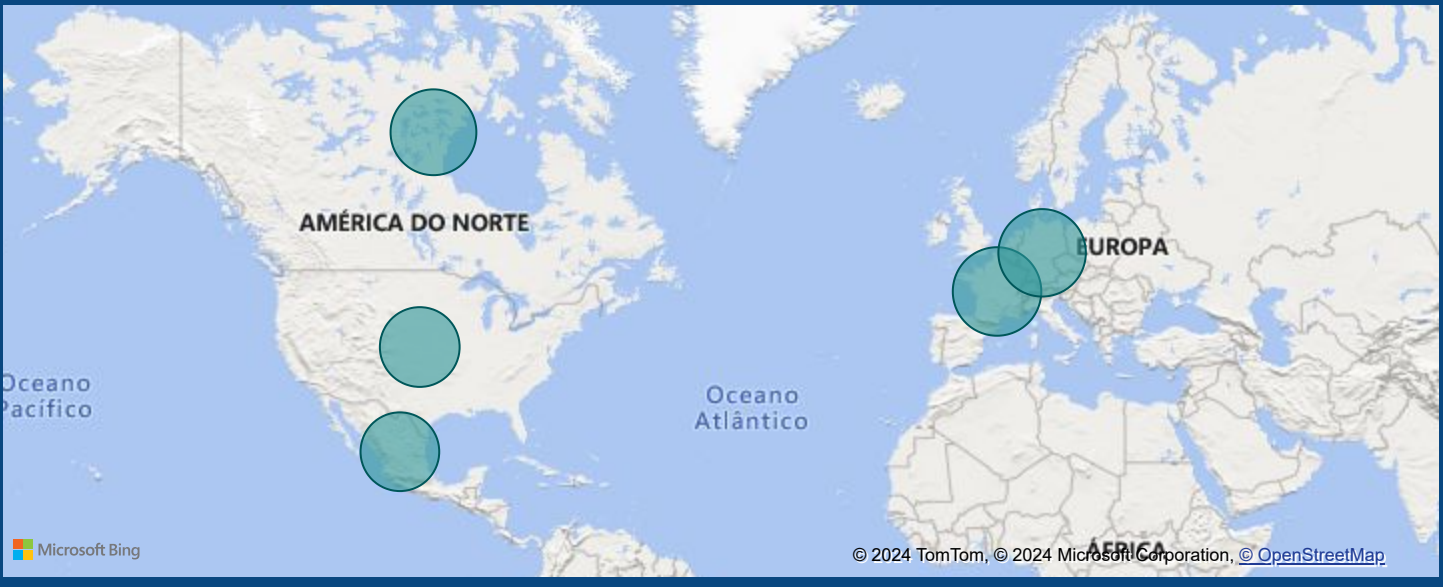 AMÉRICA DO NORTE
EUROPA
Oceano
Pacífico
Oceano
Atlântico
ÁFRICA
Microsoft Bing
© 2024 TomTom, © 2024 Microsoft Corporation, © OpenStreetMap